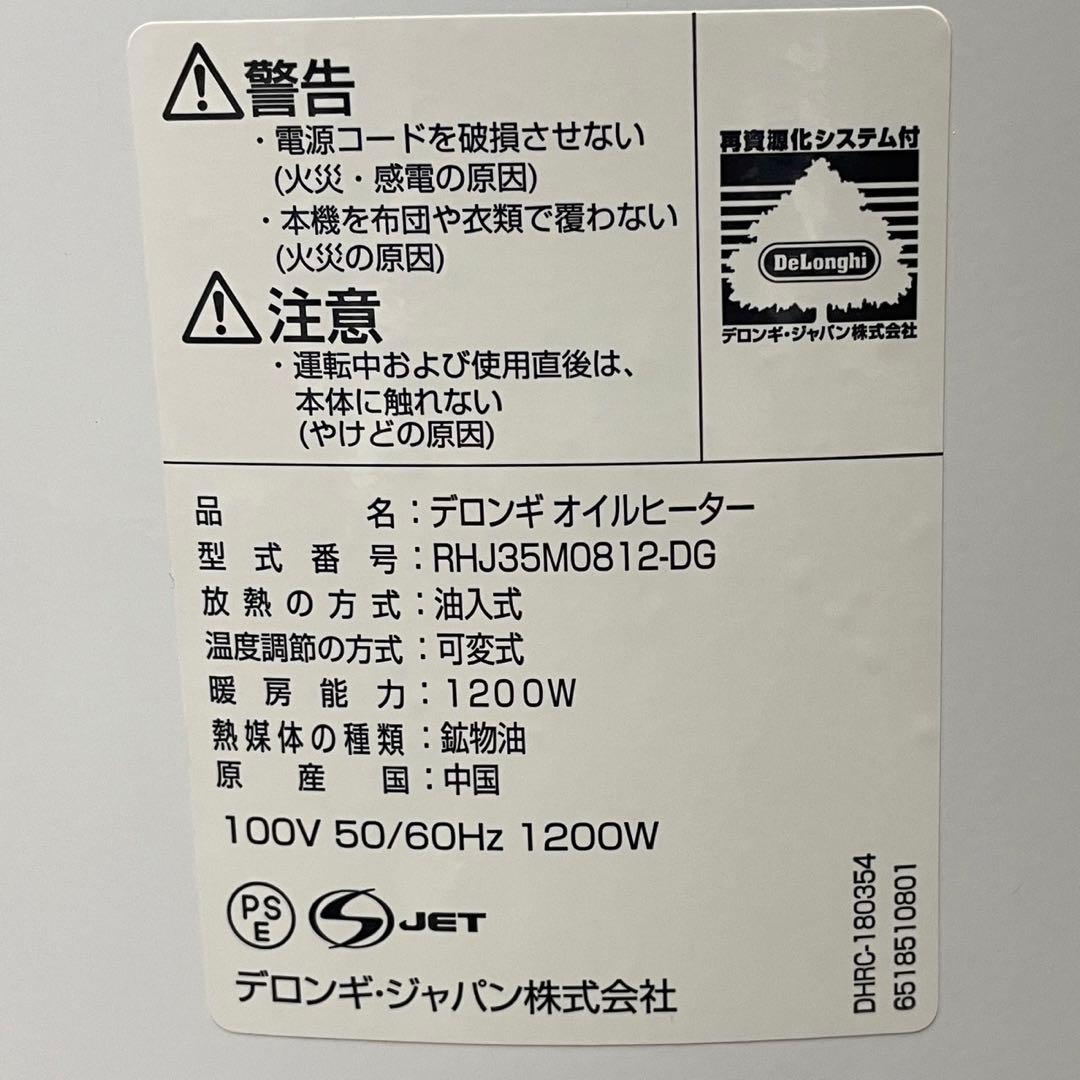 警告
・電源コードを破損させない
(火災・感電の原因)
・本機を布団や衣類で覆わない
(火災の原因)
注意
・運転中および使用直後は、
本体に触れない
(やけどの原因)
再資源化システム付
DeLonghi
デロンギ・ジャパン株式会社
品名：デロンギ オイルヒーター
型式番号：RHJ35M0812-DG
放熱の方式：油入式
温度調節の方式：可変式
暖房能力：1200W
熱媒体の種類：鉱物油
原産国：中国
100V 50/60Hz 1200W
PSE
S JET
デロンギ・ジャパン株式会社
DHRC-180354
6518510801